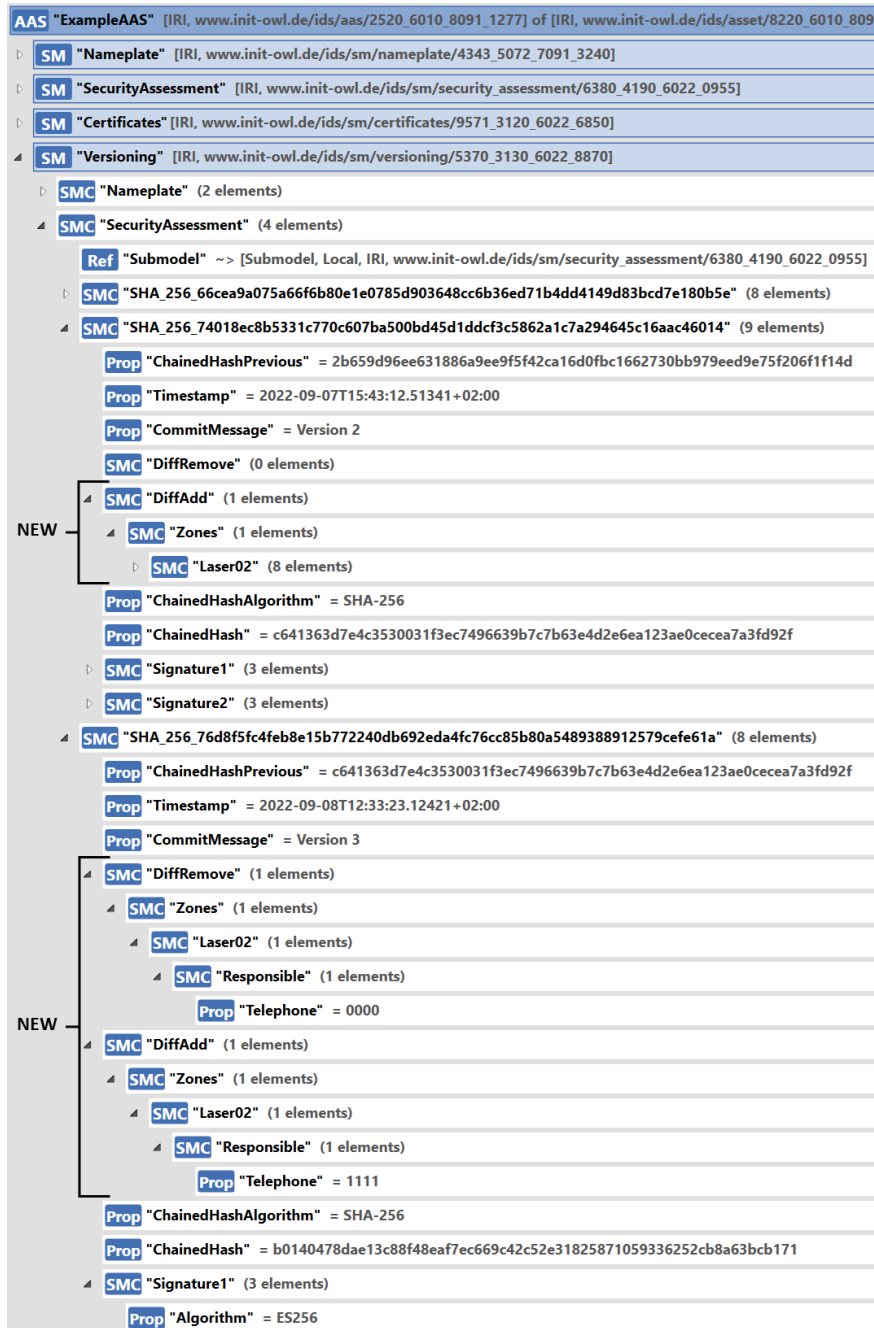 AAS "ExampleAAS" [IRI, www.init-owl.de/ids/aas/2520_6010_8091_1277] of [IRI, www.init-owl.de/ids/asset/8220_6010_809
SM "Nameplate" [IRI, www.init-owl.de/ids/sm/nameplate/4343_5072_7091_3240]
SM "SecurityAssessment" [IRI, www.init-owl.de/ids/sm/security_assessment/6380_4190_6022_0955]
SM "Certificates" [IRI, www.init-owl.de/ids/sm/certificates/9571_3120_6022_6850]
SM "Versioning" [IRI, www.init-owl.de/ids/sm/versioning/5370_3130_6022_8870]
SMC "Nameplate" (2 elements)
SMC "SecurityAssessment" (4 elements)
Ref "Submodel" ~> [Submodel, Local, IRI, www.init-owl.de/ids/sm/security_assessment/6380_4190_6022_0955]
SMC "SHA_256_66cea9a075a66f6b80e1e0785d903648cc6b36ed71b4dd4149d83bcd7e180b5e" (8 elements)
SMC "SHA_256_74018ec8b5331c770c607ba500bd45d1ddcf3c5862a1c7a294645c16aac46014" (9 elements)
Prop "ChainedHashPrevious" = 2b659d96ee631886a9ee9f5f42ca16d0fbc1662730bb979eed9e75f206f1f14d
Prop "Timestamp" = 2022-09-07T15:43:12.51341+02:00
Prop "CommitMessage" = Version 2
SMC "DiffRemove" (0 elements)
SMC "DiffAdd" (1 elements)
NEW SMC "Zones" (1 elements)
SMC "Laser02" (8 elements)
Prop "ChainedHashAlgorithm" = SHA-256
Prop "ChainedHash" = c641363d7e4c3530031f3ec7496639b7c7b63e4d2e6ea123ae0cecea7a3fd92f
SMC "Signature1" (3 elements)
SMC "Signature2" (3 elements)
SMC "SHA_256_76d8f5fc4feb8e15b772240db692eda4fc76cc85b80a5489388912579cefe61a" (8 elements)
Prop "ChainedHashPrevious" = c641363d7e4c3530031f3ec7496639b7c7b63e4d2e6ea123ae0cecea7a3fd92f
Prop "Timestamp" = 2022-09-08T12:33:23.12421+02:00
Prop "CommitMessage" = Version 3
SMC "DiffRemove" (1 elements)
SMC "Zones" (1 elements)
SMC "Laser02" (1 elements)
SMC "Responsible" (1 elements)
Prop "Telephone" = 0000
NEW
SMC "DiffAdd" (1 elements)
SMC "Zones" (1 elements)
SMC "Laser02" (1 elements)
SMC "Responsible" (1 elements)
Prop "Telephone" = 1111
Prop "ChainedHashAlgorithm" = SHA-256
Prop "ChainedHash" = b0140478dae13c88f48eaf7ec669c42c52e31825871059336252cb8a63bcb171
SMC "Signature1" (3 elements)
Prop "Algorithm" = ES256